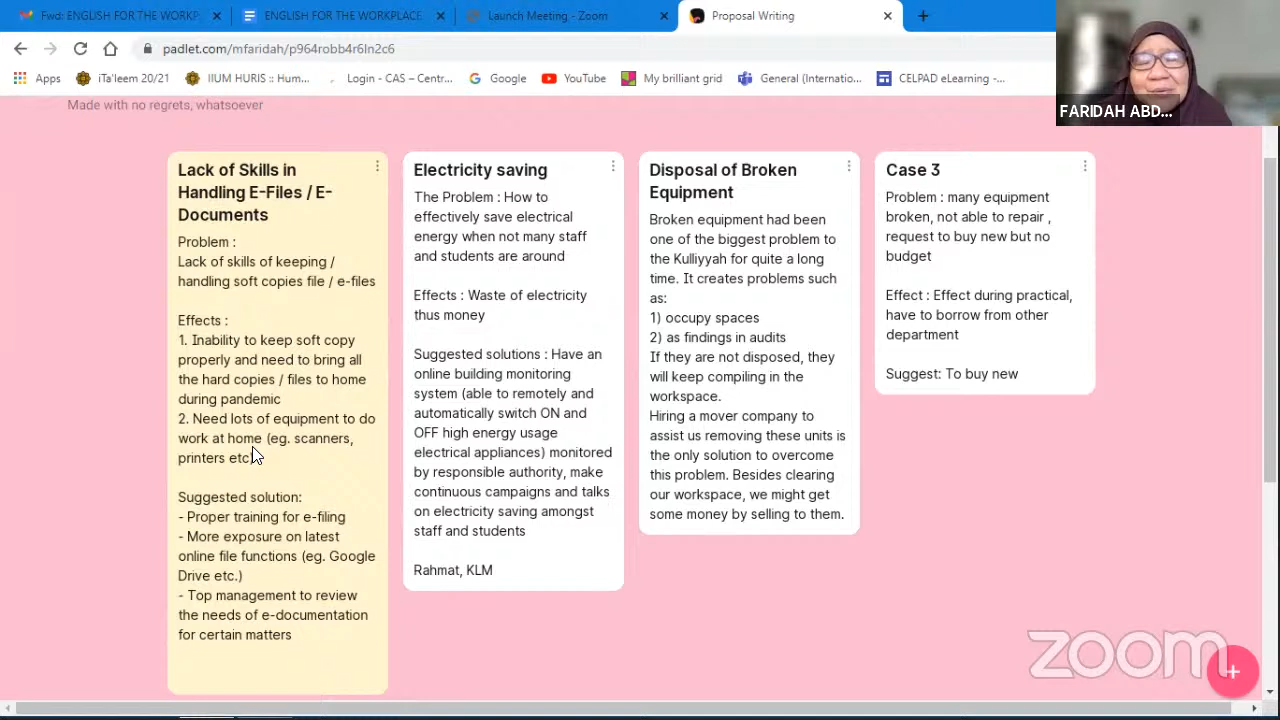 Fwd: ENGLISH FOR THE WORKP
ENGLISH FOR THE WORKPLACE
Launch Meeting - Zoom
Proposal Writing
padlet.com/mfaridah/p964robb4r6ln2c6
Apps
iTa'leem 20/21
IIUM HURIS :: Hum...
Login - CAS – Centr...
Google
YouTube
My brilliant grid
General (Internatio...
CELPAD eLearning -...
FARIDAH ABD...
Made with no regrets, whatsoever
Lack of Skills in
Handling E-Files / E-
Documents
Problem :
Lack of skills of keeping /
handling soft copies file / e-files
Effects :
1. Inability to keep soft copy
properly and need to bring all
the hard copies / files to home
during pandemic
2. Need lots of equipment to do
work at home (eg. scanners,
printers etc)
Suggested solution:
- Proper training for e-filing
- More exposure on latest
online file functions (eg. Google
Drive etc.)
- Top management to review
the needs of e-documentation
for certain matters
Electricity saving
The Problem : How to
effectively save electrical
energy when not many staff
and students are around
Effects : Waste of electricity
thus money
Suggested solutions : Have an
online building monitoring
system (able to remotely and
automatically switch ON and
OFF high energy usage
electrical appliances) monitored
by responsible authority, make
continuous campaigns and talks
on electricity saving amongst
staff and students
Rahmat, KLM
Disposal of Broken
Equipment
Broken equipment had been
one of the biggest problem to
the Kulliyyah for quite a long
time. It creates problems such
as:
1) occupy spaces
2) as findings in audits
If they are not disposed, they
will keep compiling in the
workspace.
Hiring a mover company to
assist us removing these units is
the only solution to overcome
this problem. Besides clearing
our workspace, we might get
some money by selling to them.
Case 3
Problem : many equipment
broken, not able to repair ,
request to buy new but no
budget
Effect : Effect during practical,
have to borrow from other
department
Suggest: To buy new
zoom